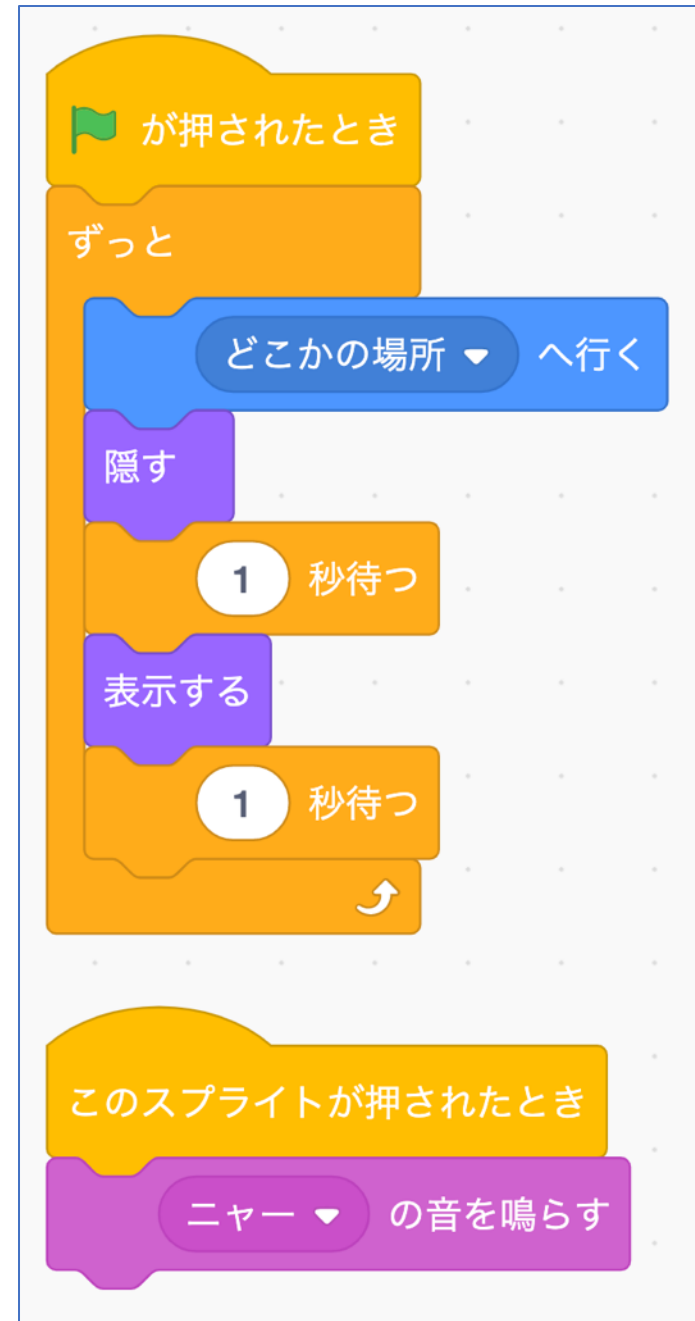 が押されたとき
ずっと
どこかの場所 へ行く
隠す
1 秒待つ
表示する
1 秒待つ
このスプライトが押されたとき
ニャー の音を鳴らす